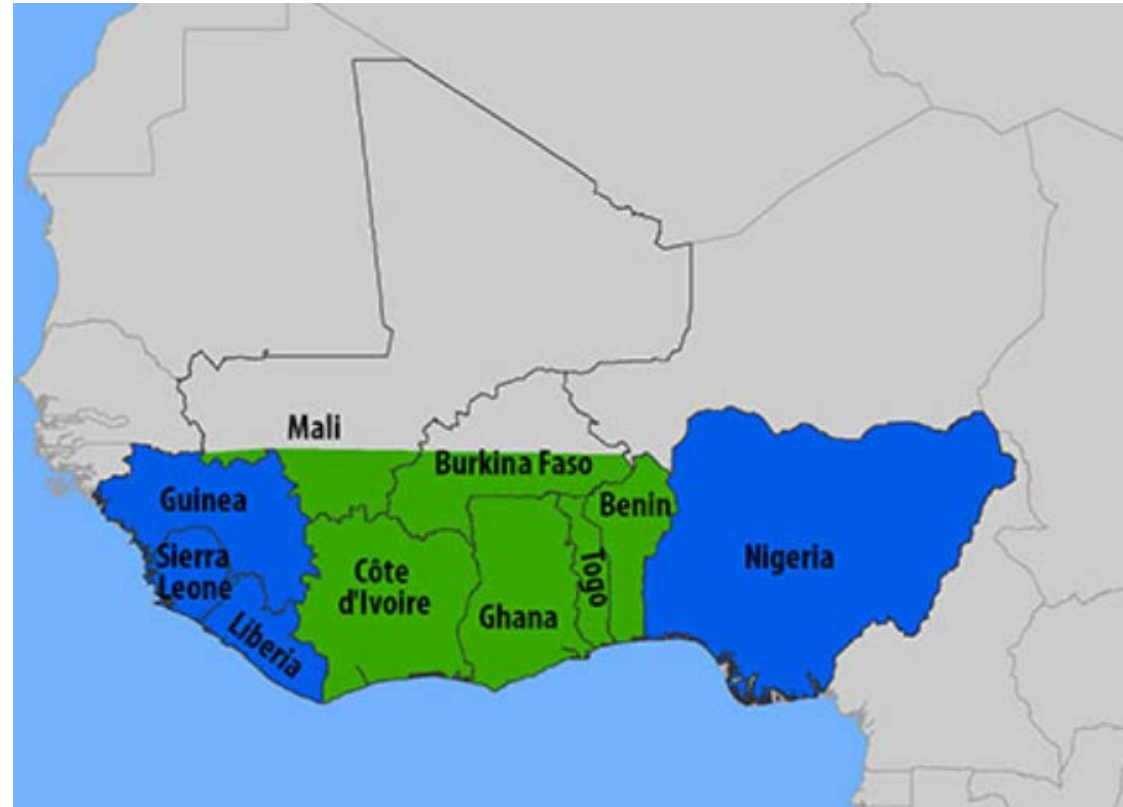 Mali
Burkina Faso
Guinea
Benin
Sierra
Leone
Côte
d'Ivoire
Togo
Nigeria
Ghana
Liberia